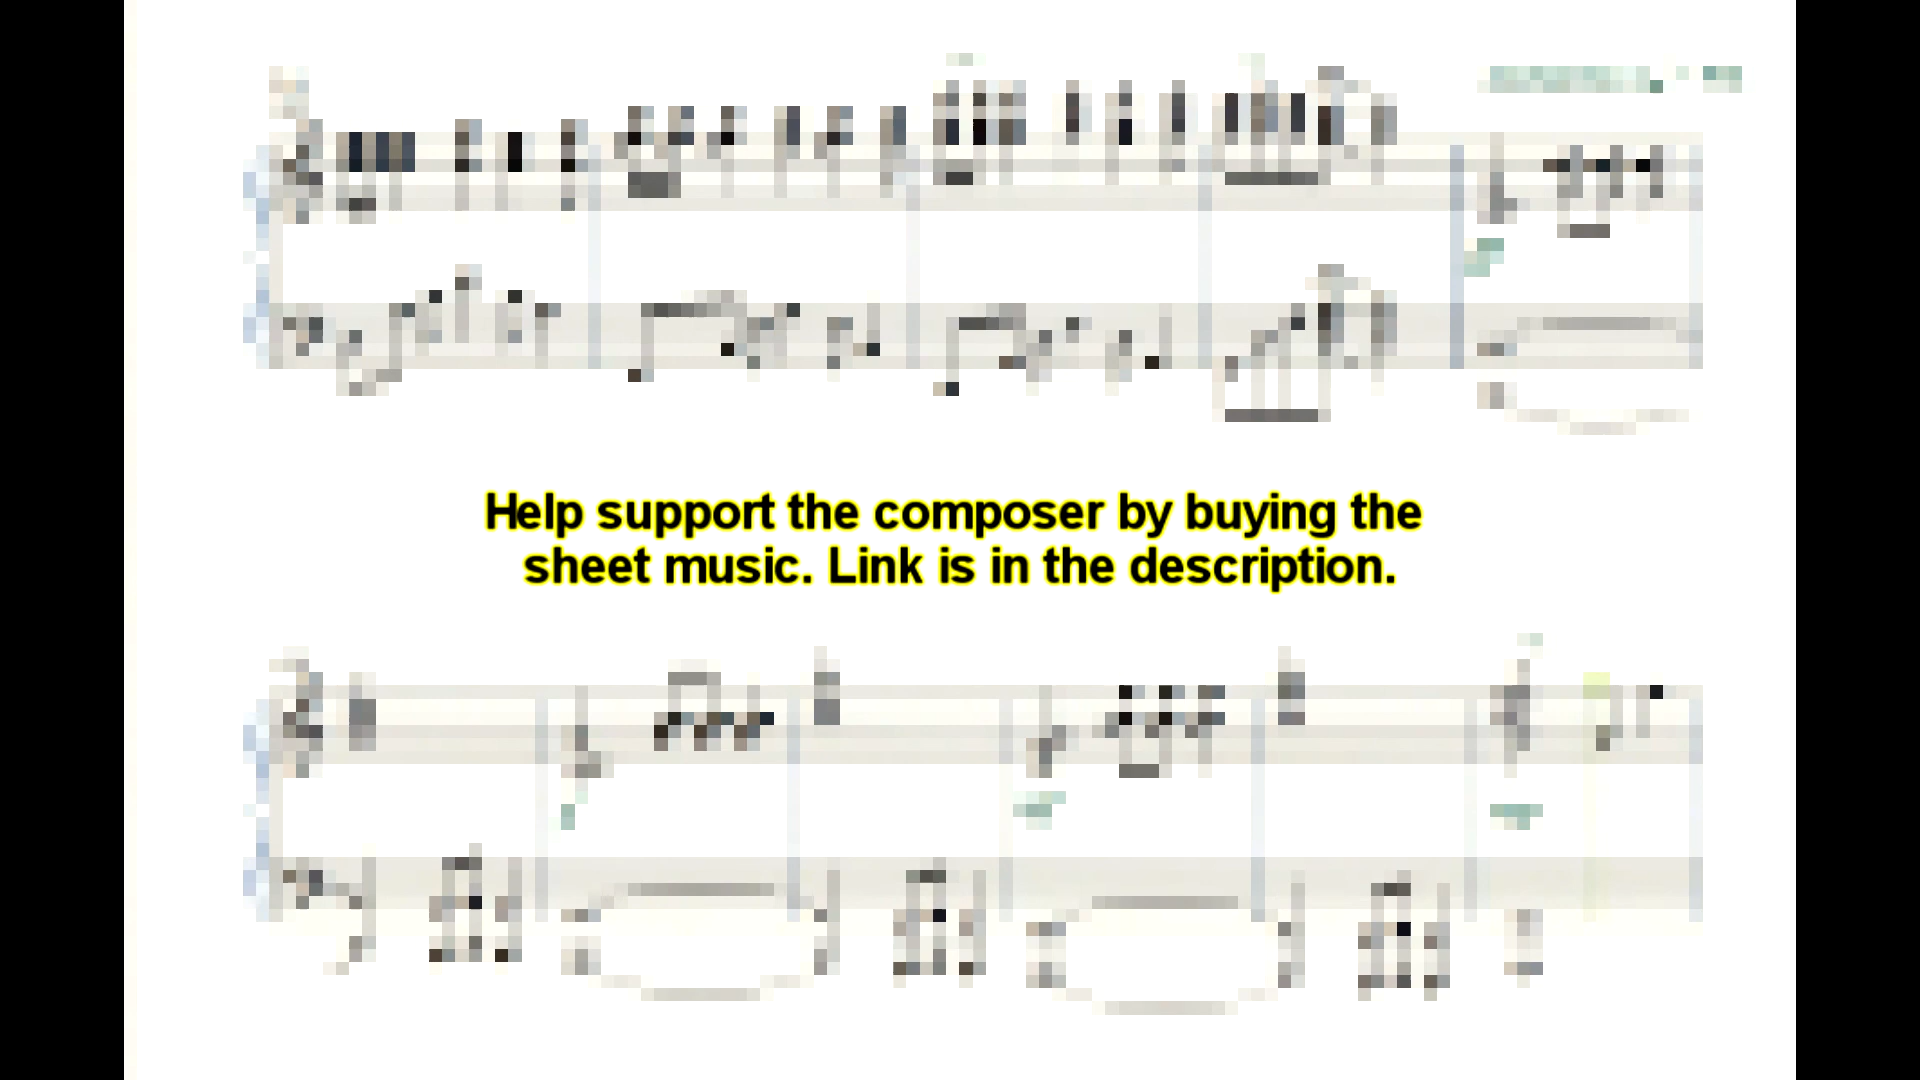 Help support the composer by buying the
sheet music. Link is in the description.